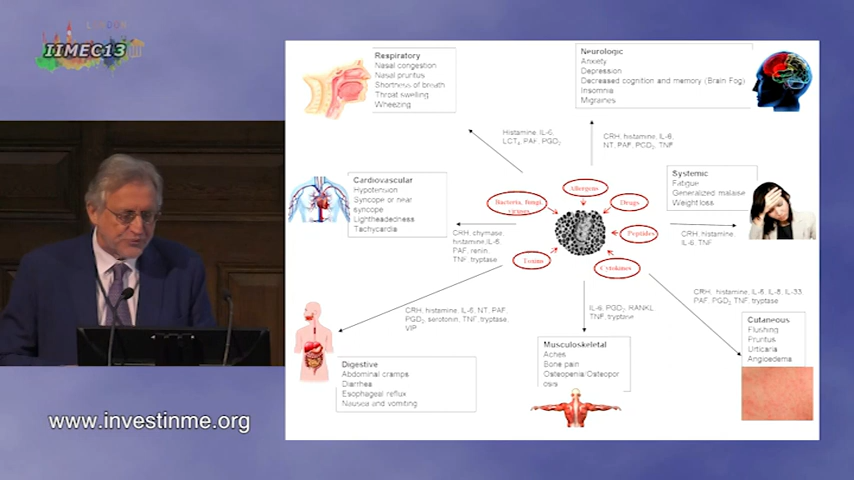 LONDON
IIMEC13
www.investinme.org
Respiratory
Nasal congestion
Nasal pruritus
Shortness of breath
Throat swelling
Wheezing
Neurologic
Anxiety
Depression
Decreased cognition and memory (Brain Fog)
Insomnia
Migraines
Histamine, IL-6,
LCT₄, PAF, PGD₂
CRH, histamine, IL-6,
NT, PAF, PGD₂, TNF
Cardiovascular
Hypotension
Syncope or near
syncope
Lightheadedness
Tachycardia
Systemic
Fatigue
Generalized malaise
Weight loss
Allergens
Bacteria, fungi,
viruses
Drugs
Peptides
Toxins
Cytokines
CRH, chymase,
histamine, IL-6,
PAF, renin,
TNF, tryptase
CRH, histamine,
IL-6, TNF
CRH, histamine, IL-6, NT, PAF,
PGD₂, serotonin, TNF, tryptase,
VIP
IL-6, PGD₂, RANKL
TNF, tryptase
CRH, histamine, IL-6, IL-8, IL-33,
PAF, PGD₂ TNF, tryptase
Digestive
Abdominal cramps
Diarrhea
Esophageal reflux
Nausea and vomiting
Musculoskeletal
Aches
Bone pain
Osteopenia/Osteopor
osis
Cutaneous
Flushing
Pruritus
Urticaria
Angioedema